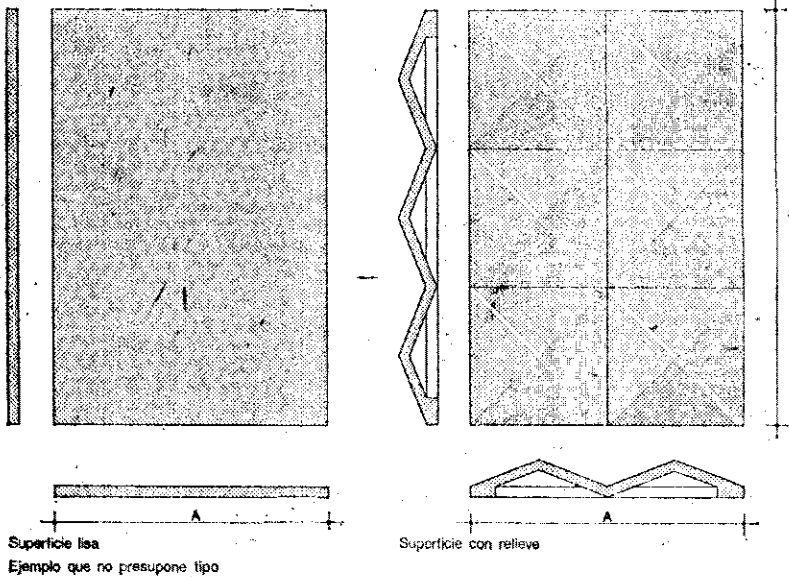 A
A
Superficie lisa
Superficie con relieve
Ejemplo que no presupone tipo